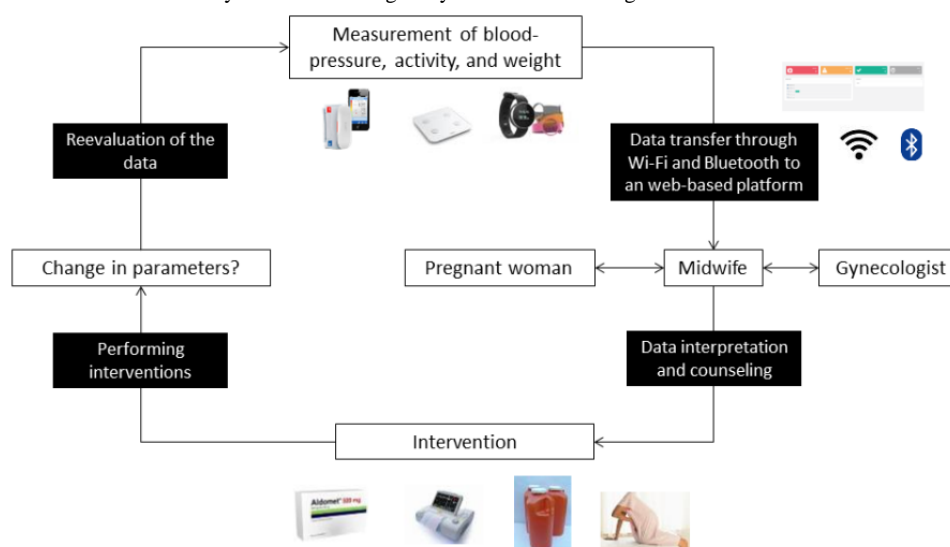 Measurement of blood-
pressure, activity, and weight
Reevaluation of the
data
Data transfer through
Wi-Fi and Bluetooth to
an web-based platform
Change in parameters?
Pregnant woman
Midwife
Gynecologist
Performing
interventions
Data interpretation
and counseling
Intervention
Aldomet